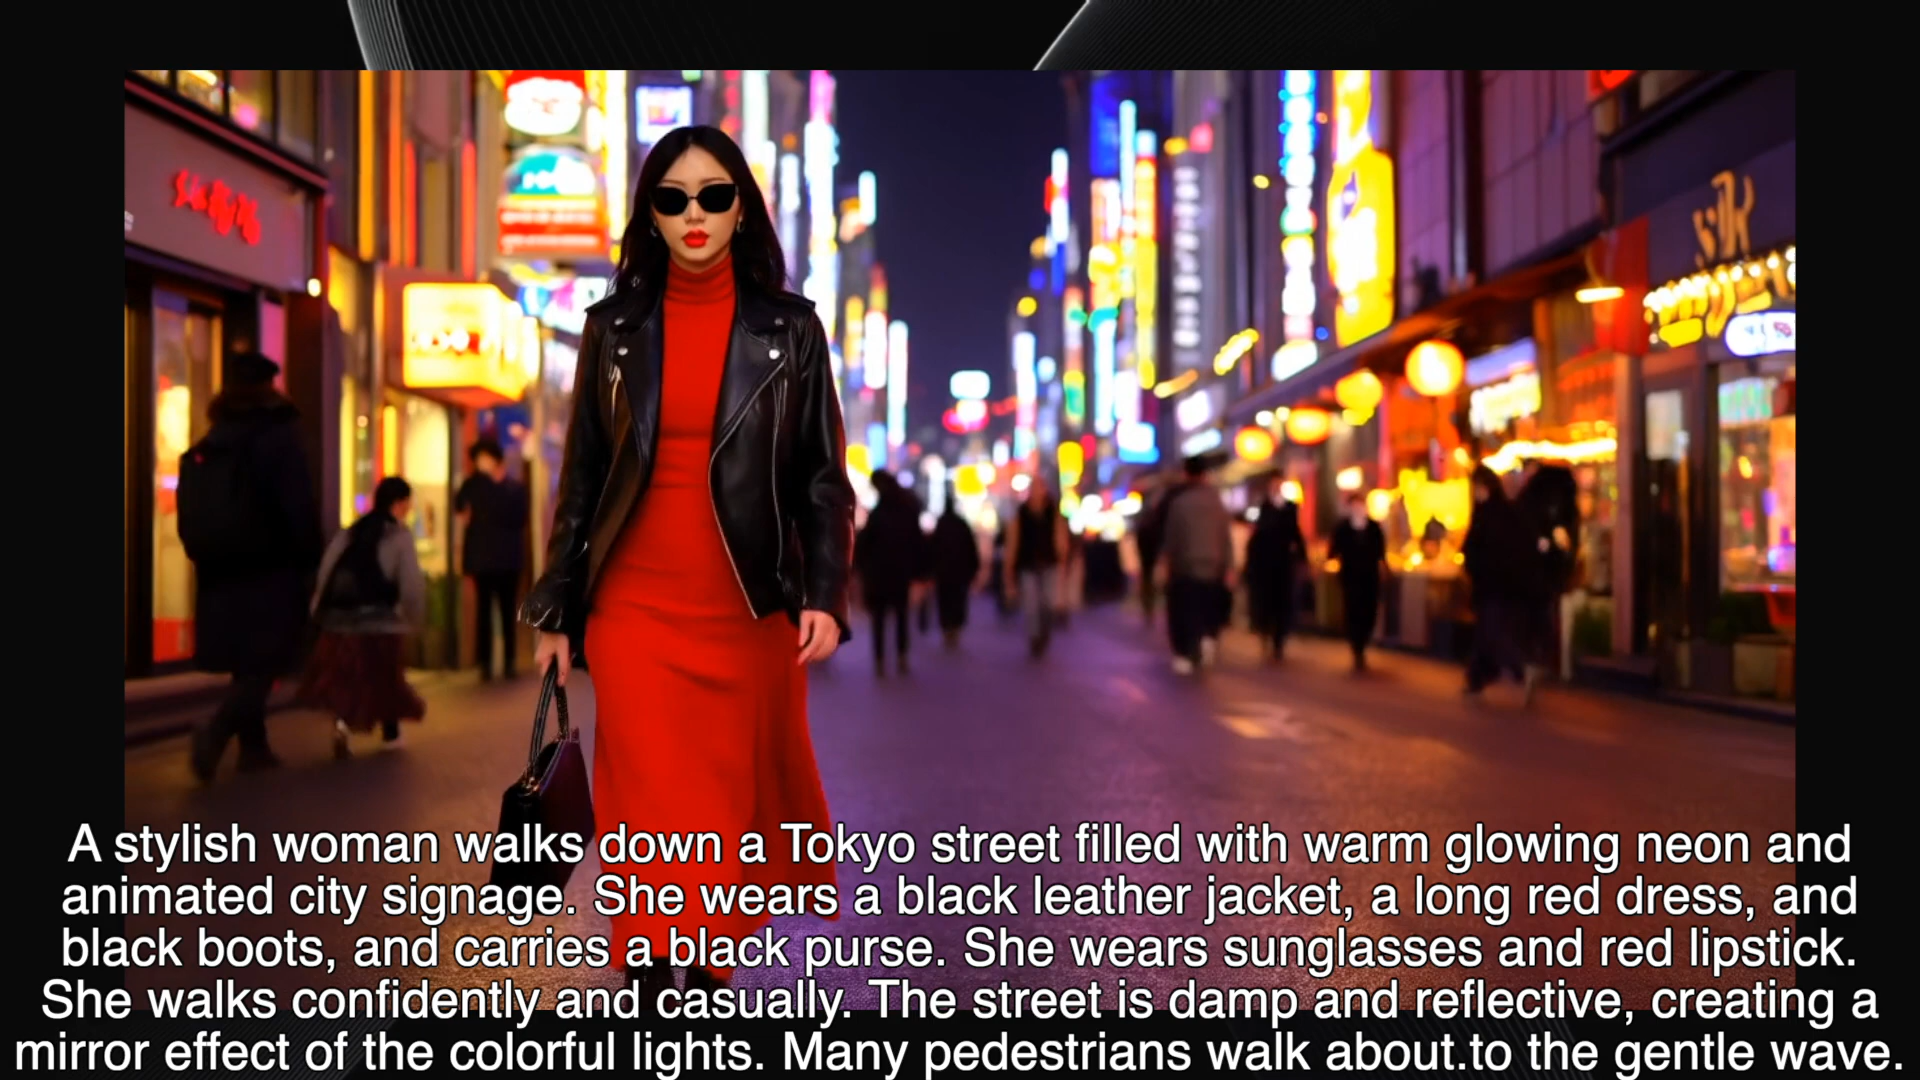 A stylish woman walks down a Tokyo street filled with warm glowing neon and
animated city signage. She wears a black leather jacket, a long red dress, and
black boots, and carries a black purse. She wears sunglasses and red lipstick.
She walks confidently and casually. The street is damp and reflective, creating a
mirror effect of the colorful lights. Many pedestrians walk about.to the gentle wave.